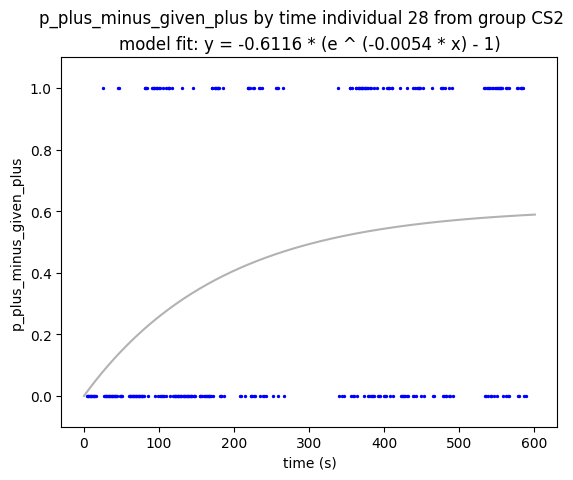 p_plus_minus_given_plus by time individual 28 from group CS2
model fit: y = -0.6116 * (e ^ (-0.0054 * x) - 1)
1.0
0.8
0.6
0.4
0.2
0.0
p_plus_minus_given_plus
0 100 200 300 400 500 600
time (s)